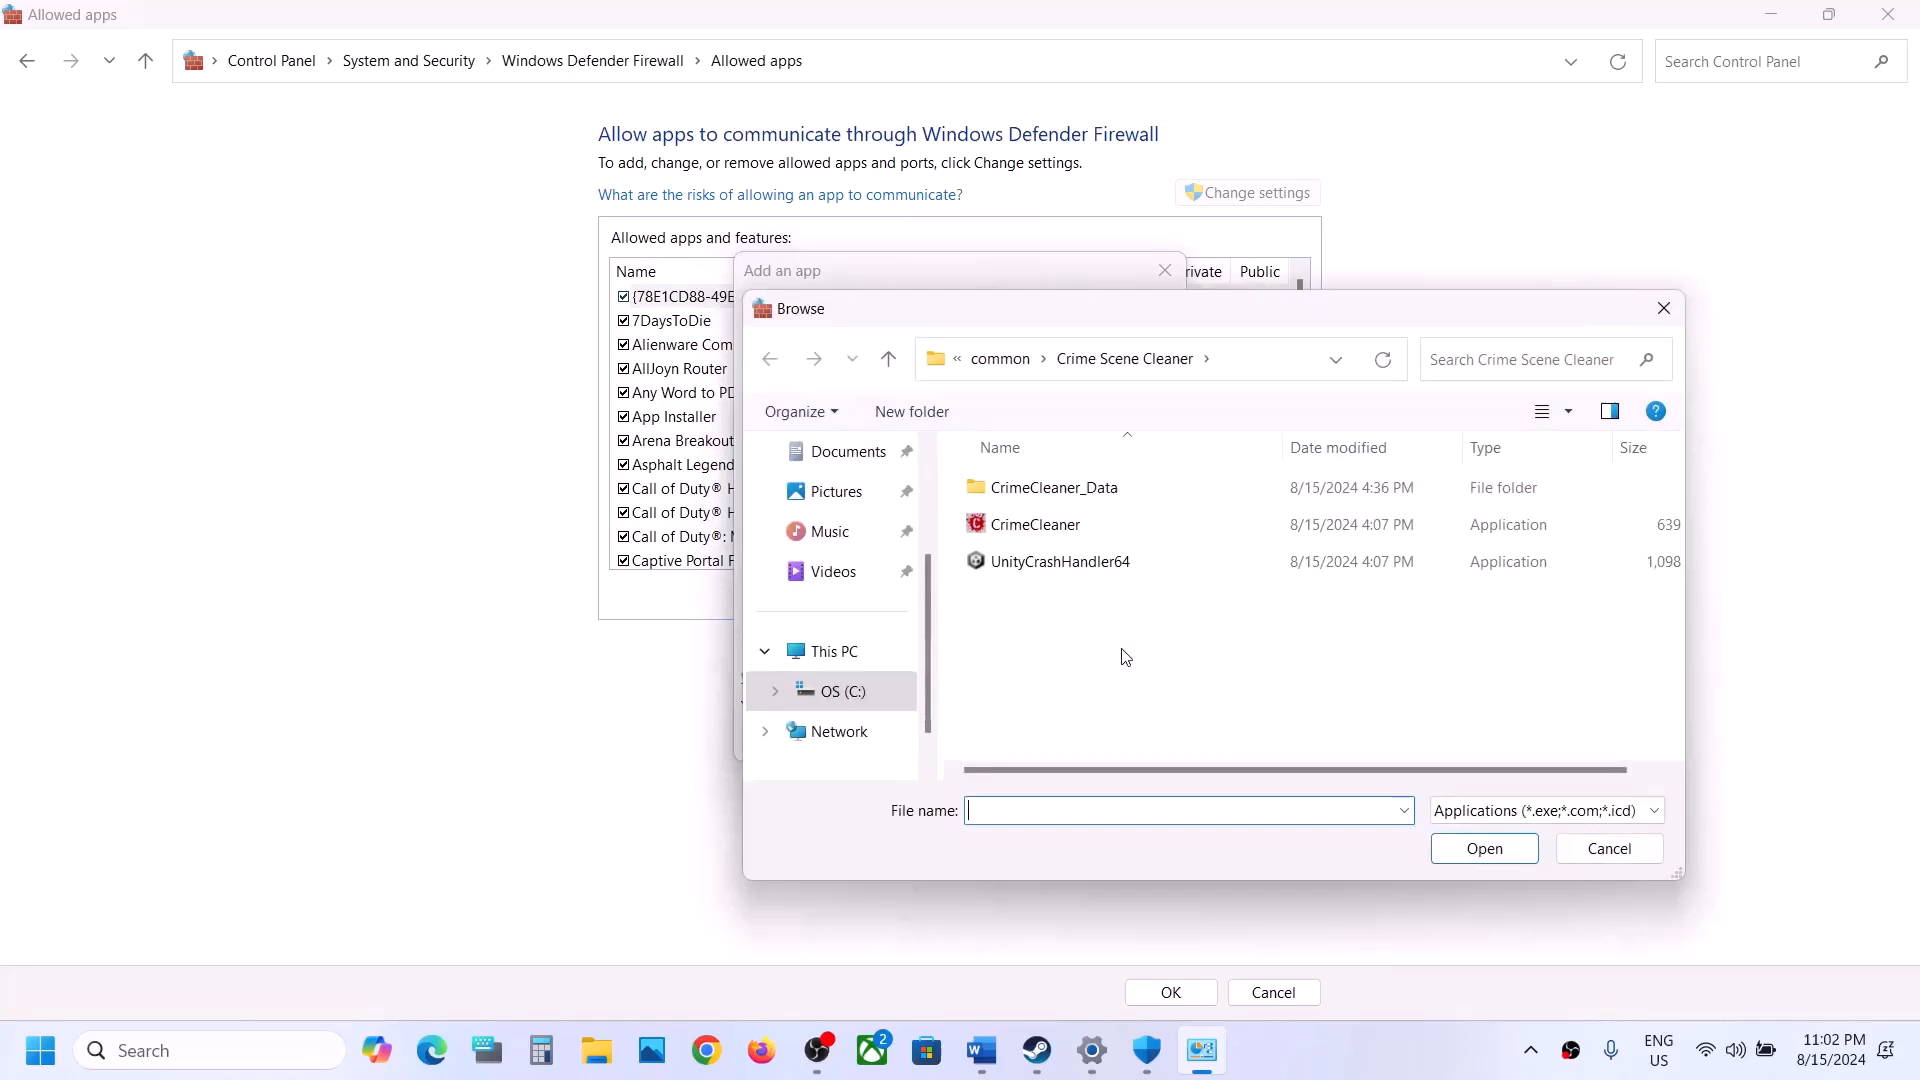 Allowed apps
Control Panel > System and Security > Windows Defender Firewall > Allowed apps
Search Control Panel
Allow apps to communicate through Windows Defender Firewall
To add, change, or remove allowed apps and ports, click Change settings.
What are the risks of allowing an app to communicate?
Change settings
Allowed apps and features:
Name
rivate
Public
{78E1CD88-49E
7DaysToDie
Alienware Com
AllJoyn Router
Any Word to PD
App Installer
Arena Breakout
Asphalt Legend
Call of Duty® H
Call of Duty® H
Call of Duty®: M
Captive Portal F
Add an app
Browse
« common > Crime Scene Cleaner >
Search Crime Scene Cleaner
Organize
New folder
Documents
Pictures
Music
Videos
This PC
OS (C:)
Network
Name Date modified Type Size
CrimeCleaner_Data 8/15/2024 4:36 PM File folder
CrimeCleaner 8/15/2024 4:07 PM Application 639
UnityCrashHandler64 8/15/2024 4:07 PM Application 1,098
File name:
Applications (*.exe;*.com;*.icd)
Open
Cancel
OK
Cancel
Search
2
ENG
US
11:02 PM
8/15/2024